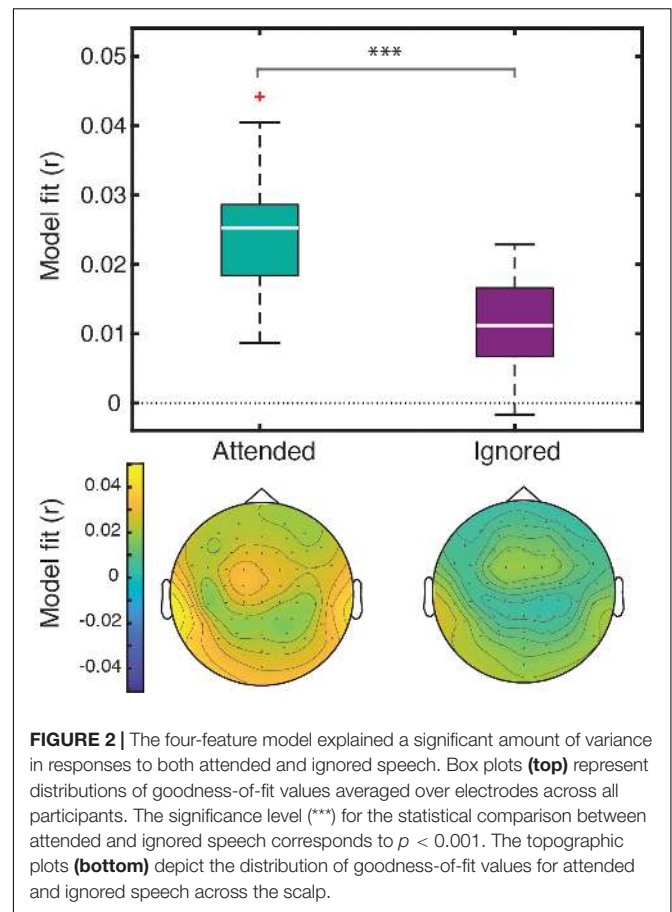 0.05
***
+
0.04
0.03
0.02
0.01
0
Model fit (r)
Attended
Ignored
0.04
0.02
0
-0.02
-0.04
Model fit (r)
FIGURE 2 | The four-feature model explained a significant amount of variance
in responses to both attended and ignored speech. Box plots (top) represent
distributions of goodness-of-fit values averaged over electrodes across all
participants. The significance level (***) for the statistical comparison between
attended and ignored speech corresponds to p < 0.001. The topographic
plots (bottom) depict the distribution of goodness-of-fit values for attended
and ignored speech across the scalp.